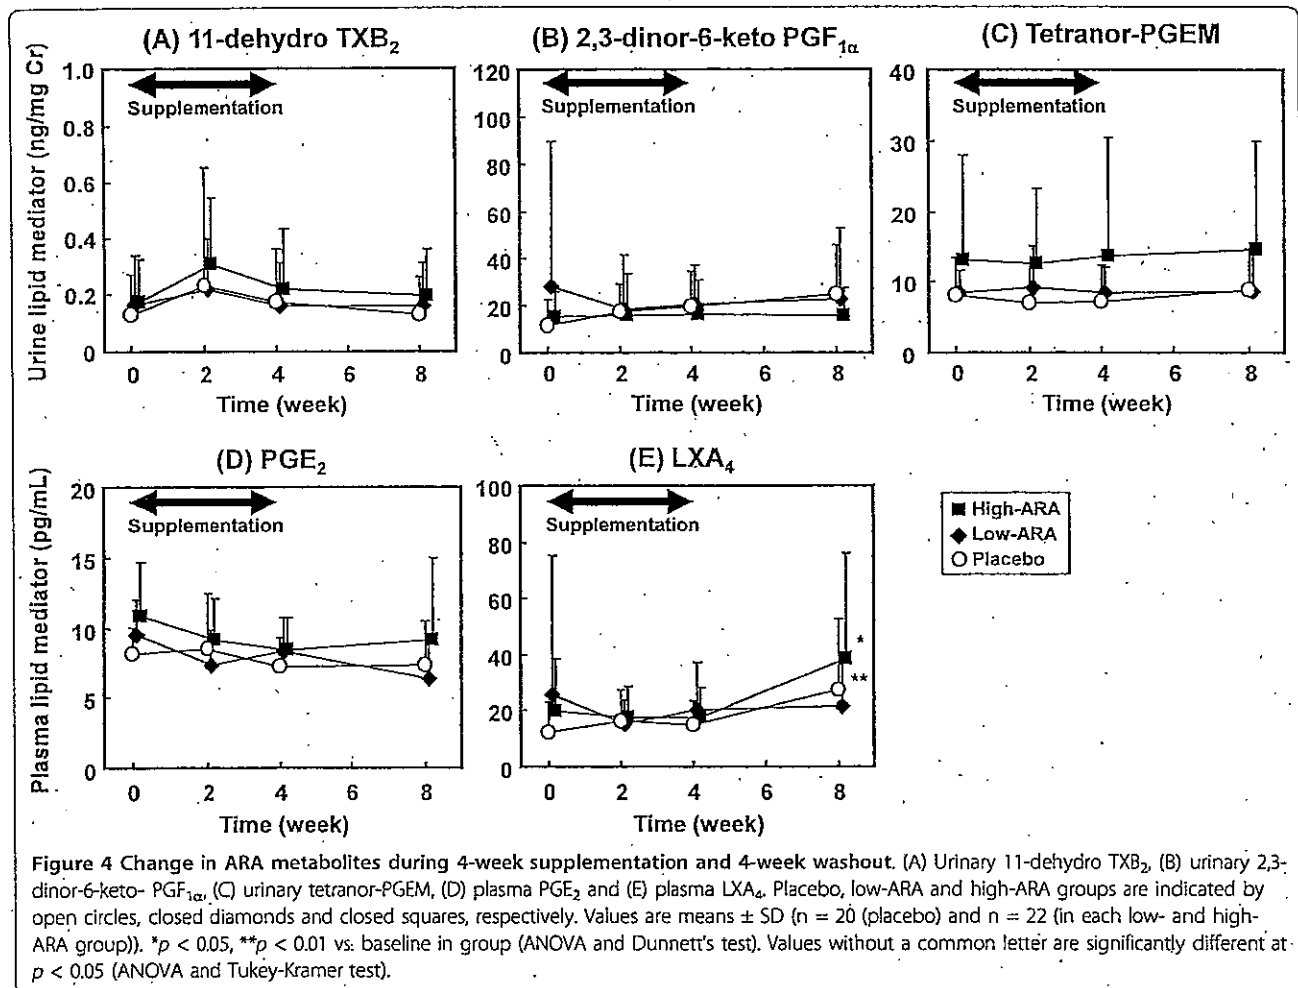 (A) 11-dehydro TXB₂
(B) 2,3-dinor-6-keto PGF₁α
(C) Tetranor-PGEM
Urine lipid mediator (ng/mg Cr)
1.0
0.8
0.6
0.4
0.2
0
Supplementation
0 2 4 6 8
Time (week)
120
100
80
60
40
20
0
Supplementation
0 2 4 6 8
Time (week)
40
30
20
10
0
Supplementation
0 2 4 6 8
Time (week)
(D) PGE₂
(E) LXA₄
Plasma lipid mediator (pg/mL)
20
15
10
5
0
Supplementation
0 2 4 6 8
Time (week)
100
80
60
40
20
0
Supplementation
*
**
0 2 4 6 8
Time (week)
High-ARA
Low-ARA
Placebo
Figure 4 Change in ARA metabolites during 4-week supplementation and 4-week washout. (A) Urinary 11-dehydro TXB₂, (B) urinary 2,3-
dinor-6-keto- PGF₁α, (C) urinary tetranor-PGEM, (D) plasma PGE₂ and (E) plasma LXA₄. Placebo, low-ARA and high-ARA groups are indicated by
open circles, closed diamonds and closed squares, respectively. Values are means ± SD (n = 20 (placebo) and n = 22 (in each low- and high-
ARA group)). *p < 0.05, **p < 0.01 vs. baseline in group (ANOVA and Dunnett's test). Values without a common letter are significantly different at
p < 0.05 (ANOVA and Tukey-Kramer test).